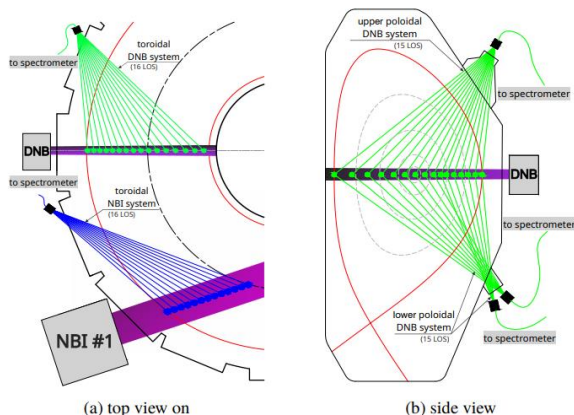 to spectrometer
toroidal
DNB system
(16 LOS)
DNB
to spectrometer
toroidal
NBI system
(16 LOS)
NBI #1
(a) top view on
upper poloidal
DNB system
(15 LOS)
to spectrometer
DNB
to spectrometer
lower poloidal
DNB system
(15 LOS)
to spectrometer
(b) side view